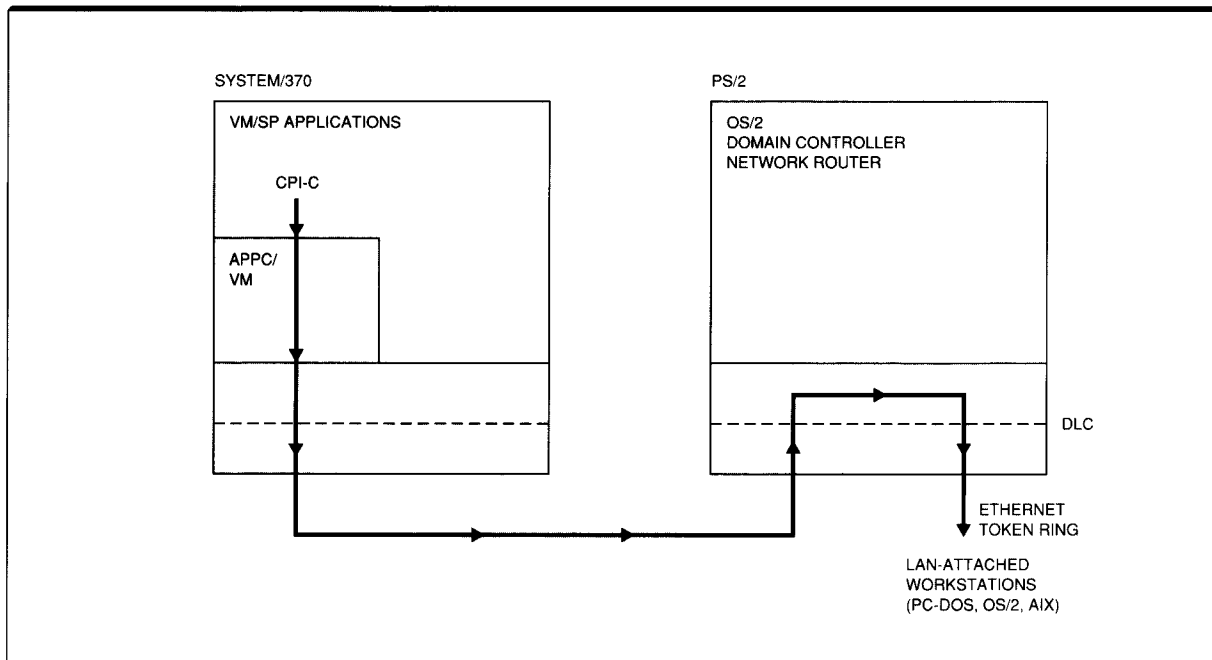 SYSTEM/370
VM/SP APPLICATIONS
CPI-C
APPC/
VM
PS/2
OS/2
DOMAIN CONTROLLER
NETWORK ROUTER
DLC
ETHERNET
TOKEN RING
LAN-ATTACHED
WORKSTATIONS
(PC-DOS, OS/2, AIX)